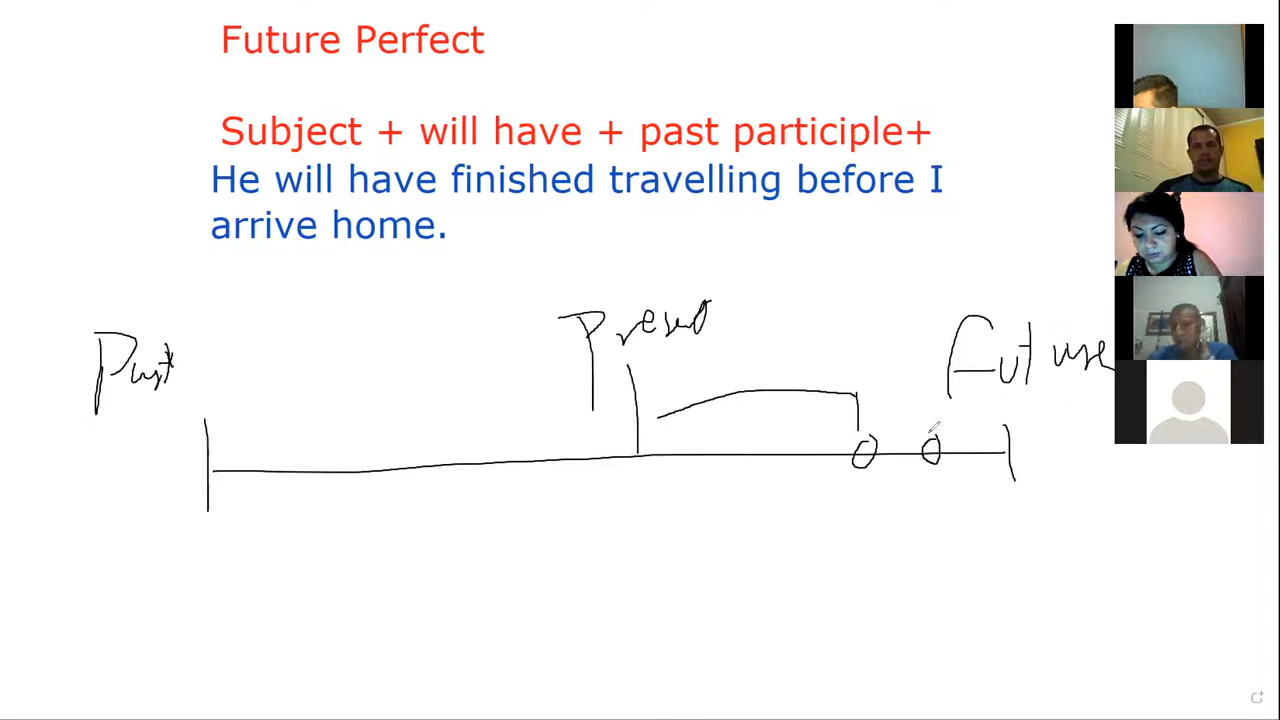 Future Perfect
Subject + will have + past participle+
He will have finished travelling before I
arrive home.
Past
Present
Future